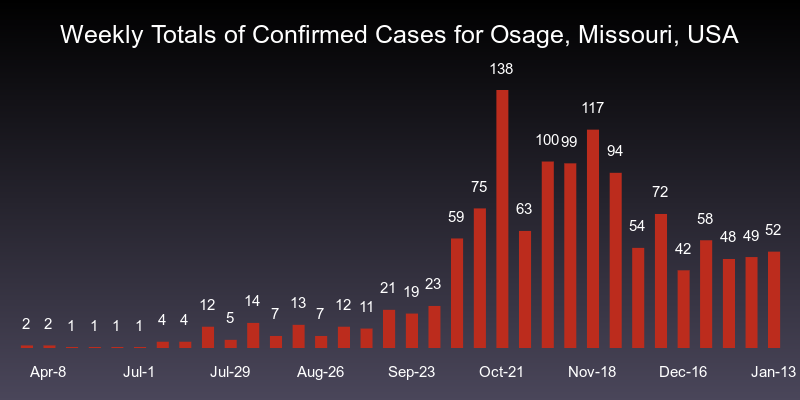 Weekly Totals of Confirmed Cases for Osage, Missouri, USA
2 2 1 1 1 1 4 4 12 5 14 7 13 7 12 11 21 19 23 59 75 138 63 100 99 117 94 54 72 42 58 48 49 52
Apr-8 Jul-1 Jul-29 Aug-26 Sep-23 Oct-21 Nov-18 Dec-16 Jan-13